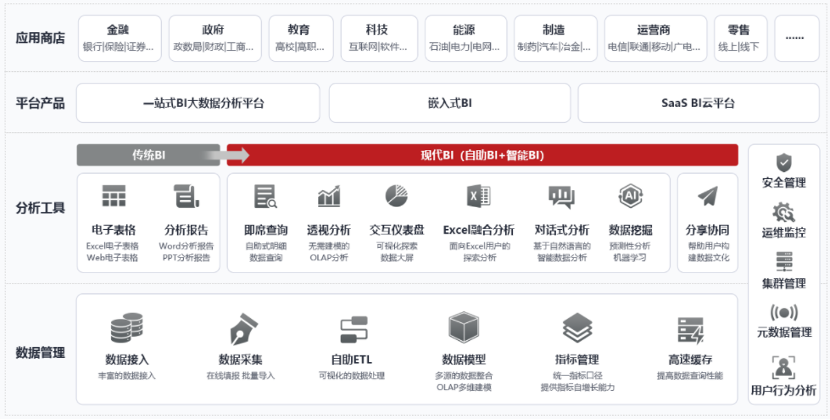 应用商店
金融
银行|保险|证券...
政府
政数局|财政|工商...
教育
高校|高职...
科技
互联网|软件...
能源
石油|电力|电网...
制造
制药|汽车|冶金|...
运营商
电信|联通|移动|广电...
零售
线上|线下
......
平台产品
一站式BI大数据分析平台
嵌入式BI
SaaS BI云平台
分析工具
传统BI
现代BI（自助BI+智能BI）
电子表格
Excel电子表格
Web电子表格
分析报告
Word分析报告
PPT分析报告
即席查询
自助式明细
数据查询
透视分析
无需建模的
OLAP分析
交互仪表盘
可视化探索
数据大屏
Excel融合分析
面向Excel用户的
探索分析
对话式分析
基于自然语言的
智能数据分析
AI
数据挖掘
预测性分析
机器学习
分享协同
帮助用户构
建数据文化
数据管理
数据接入
丰富的数据接入
数据采集
在线填报 批量导入
自助ETL
可视化的数据处理
数据模型
多源的数据整合
OLAP多维建模
指标管理
统一指标口径
提供指标自增长能力
高速缓存
提高数据查询性能
安全管理
运维监控
集群管理
元数据管理
用户行为分析